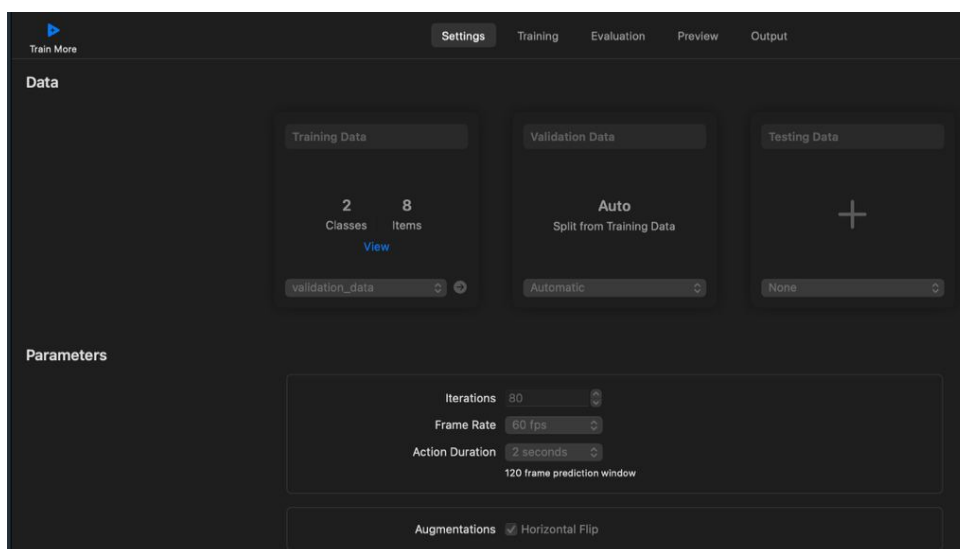 Train More
Settings Training Evaluation Preview Output
Data
Training Data Validation Data Testing Data
2 8 Auto
Classes Items Split from Training Data
View
validation_data Automatic None
Parameters
Iterations 80
Frame Rate 60 fps
Action Duration 2 seconds
120 frame prediction window
Augmentations Horizontal Flip